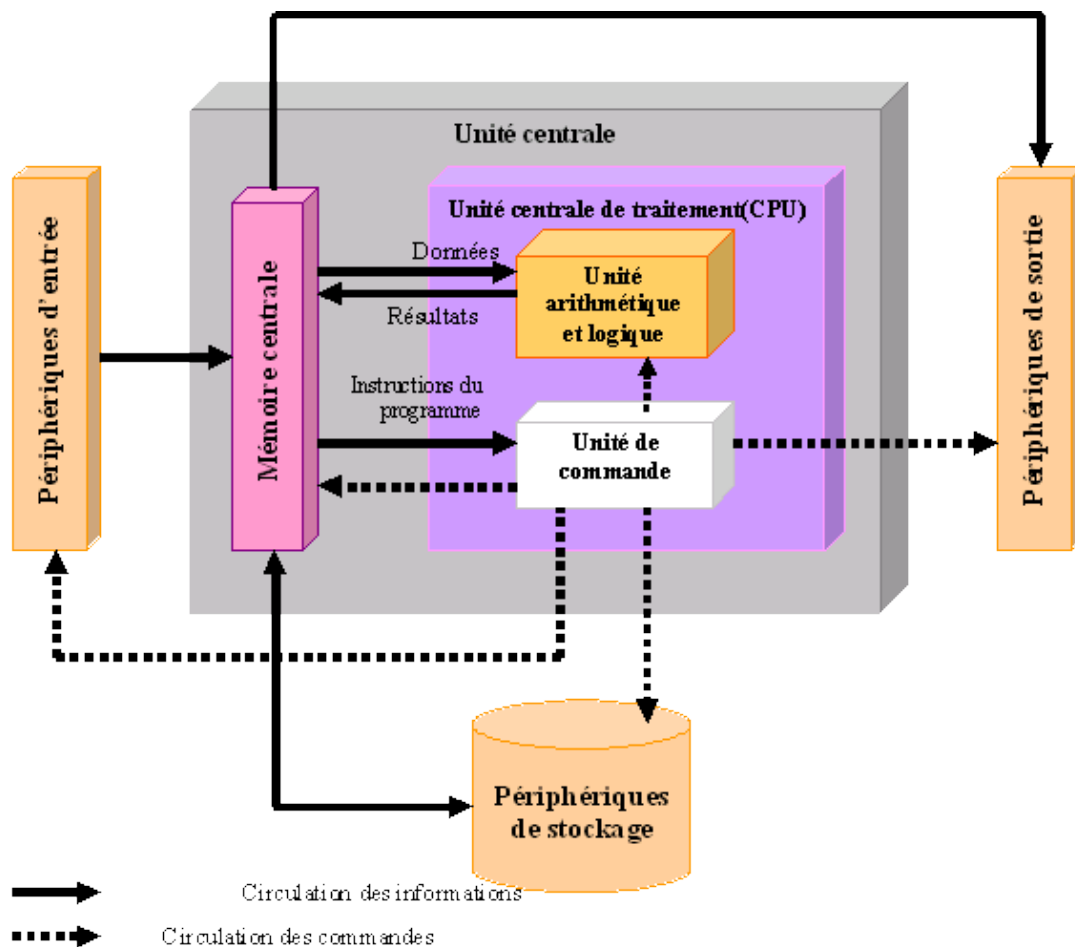 Unité centrale
Unité centrale de traitement(CPU)
Périphériques d'entrée
Mémoire centrale
Données
Résultats
Unité
arithmétique
et logique
Instructions du
programme
Unité de
commande
Périphériques de sortie
Périphériques
de stockage
Circulation des informations
Circulation des commandes